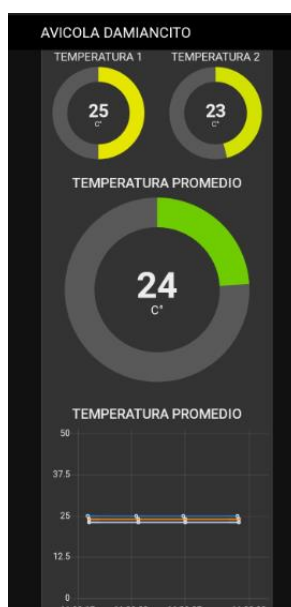 AVICOLA DAMIANCITO
TEMPERATURA 1 TEMPERATURA 2
25 23
C° C°
TEMPERATURA PROMEDIO
24
C°
TEMPERATURA PROMEDIO
50
37.5
25
12.5
0